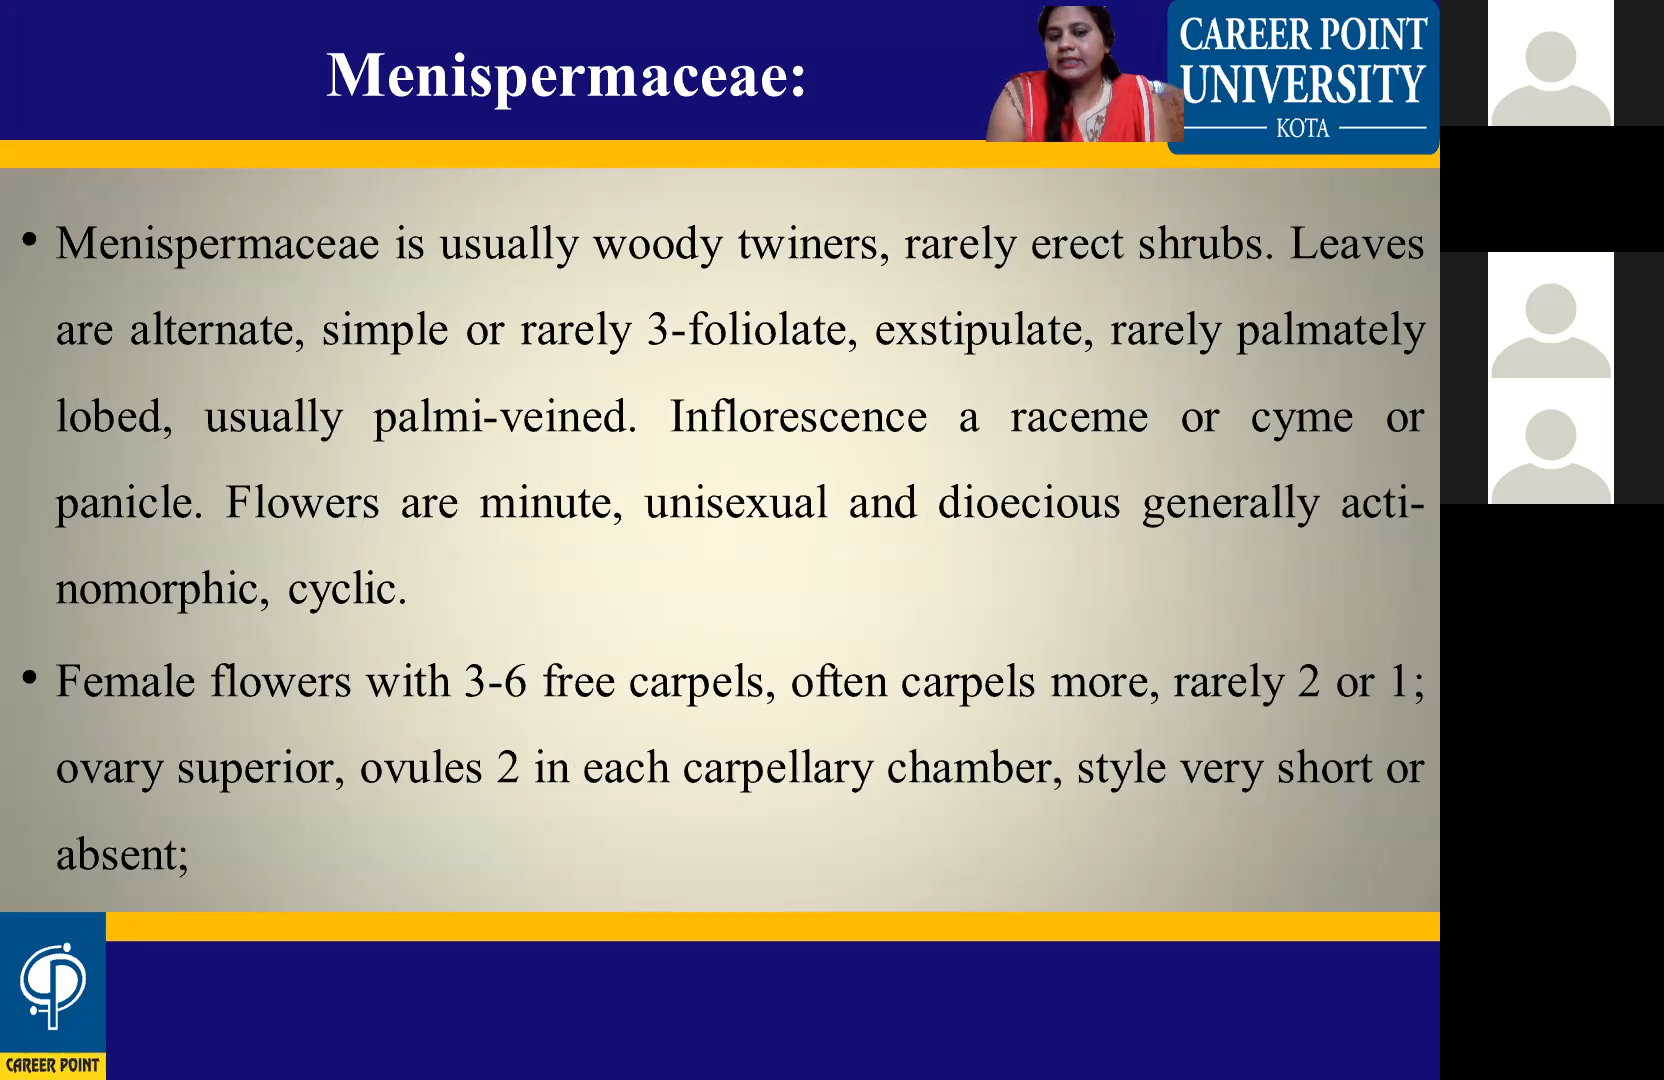 Menispermaceae:
CAREER POINT
UNIVERSITY
KOTA
• Menispermaceae is usually woody twiners, rarely erect shrubs. Leaves
are alternate, simple or rarely 3-foliolate, exstipulate, rarely palmately
lobed, usually palmi-veined. Inflorescence a raceme or cyme or
panicle. Flowers are minute, unisexual and dioecious generally acti-
nomorphic, cyclic.
• Female flowers with 3-6 free carpels, often carpels more, rarely 2 or 1;
ovary superior, ovules 2 in each carpellary chamber, style very short or
absent;
CAREER POINT